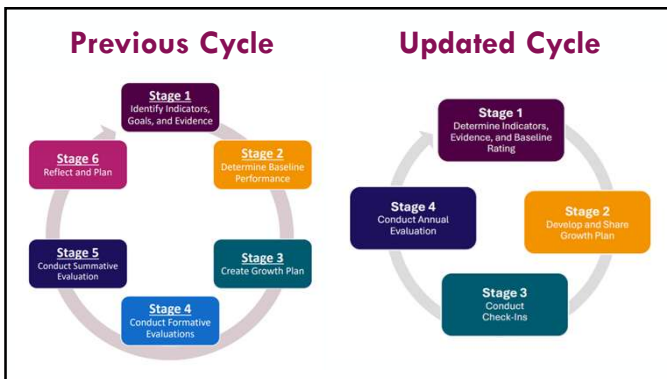 Previous Cycle
Stage 1
Identify Indicators,
Goals, and Evidence
Stage 2
Determine Baseline
Performance
Stage 3
Create Growth Plan
Stage 4
Conduct Formative
Evaluations
Stage 5
Conduct Summative
Evaluation
Stage 6
Reflect and Plan
Updated Cycle
Stage 1
Determine Indicators,
Evidence, and Baseline
Rating
Stage 2
Develop and Share
Growth Plan
Stage 3
Conduct
Check-Ins
Stage 4
Conduct Annual
Evaluation